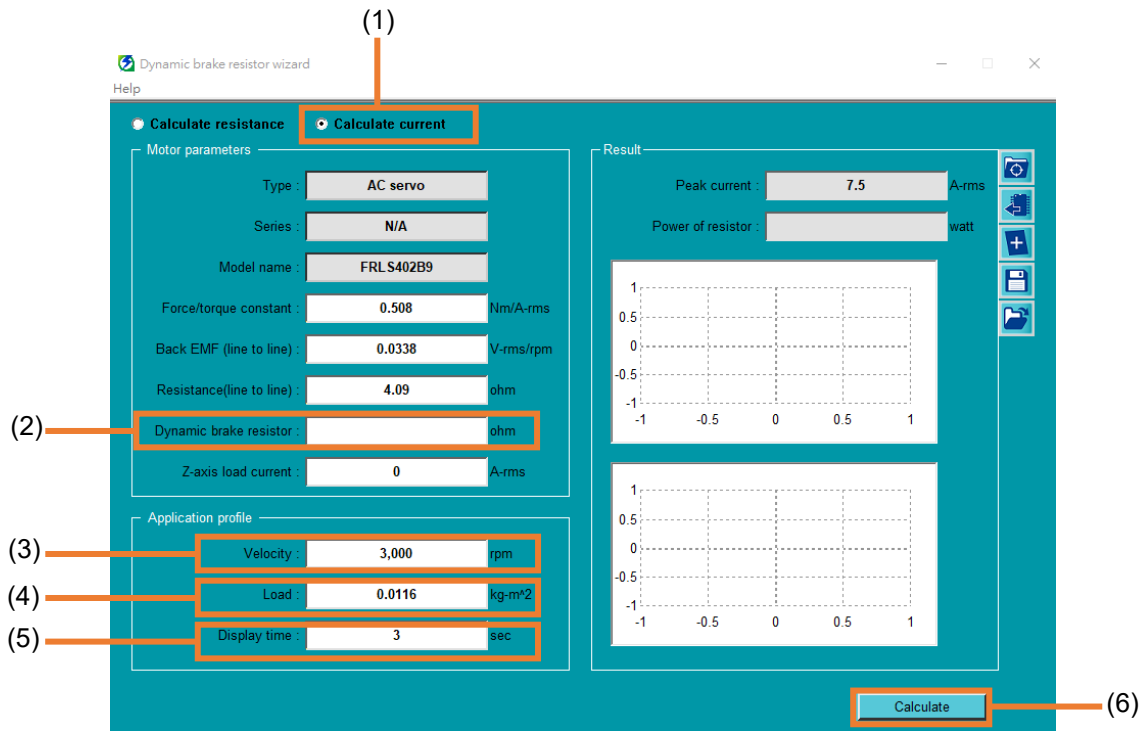 (1)
Dynamic brake resistor wizard
Help
Calculate resistance Calculate current
Motor parameters
Type : AC servo
Series : N/A
Model name : FRLS402B9
Force/torque constant : 0.508 Nm/A-rms
Back EMF (line to line) : 0.0338 V-rms/rpm
Resistance(line to line) : 4.09 ohm
(2) Dynamic brake resistor : ohm
Z-axis load current : 0 A-rms
Application profile
(3) Velocity : 3,000 rpm
(4) Load : 0.0116 kg-m^2
(5) Display time : 3 sec
Result
Peak current : 7.5 A-rms
Power of resistor : watt
1
0.5
0
-0.5
-1
-1 -0.5 0 0.5 1
1
0.5
0
-0.5
-1
-1 -0.5 0 0.5 1
Calculate (6)